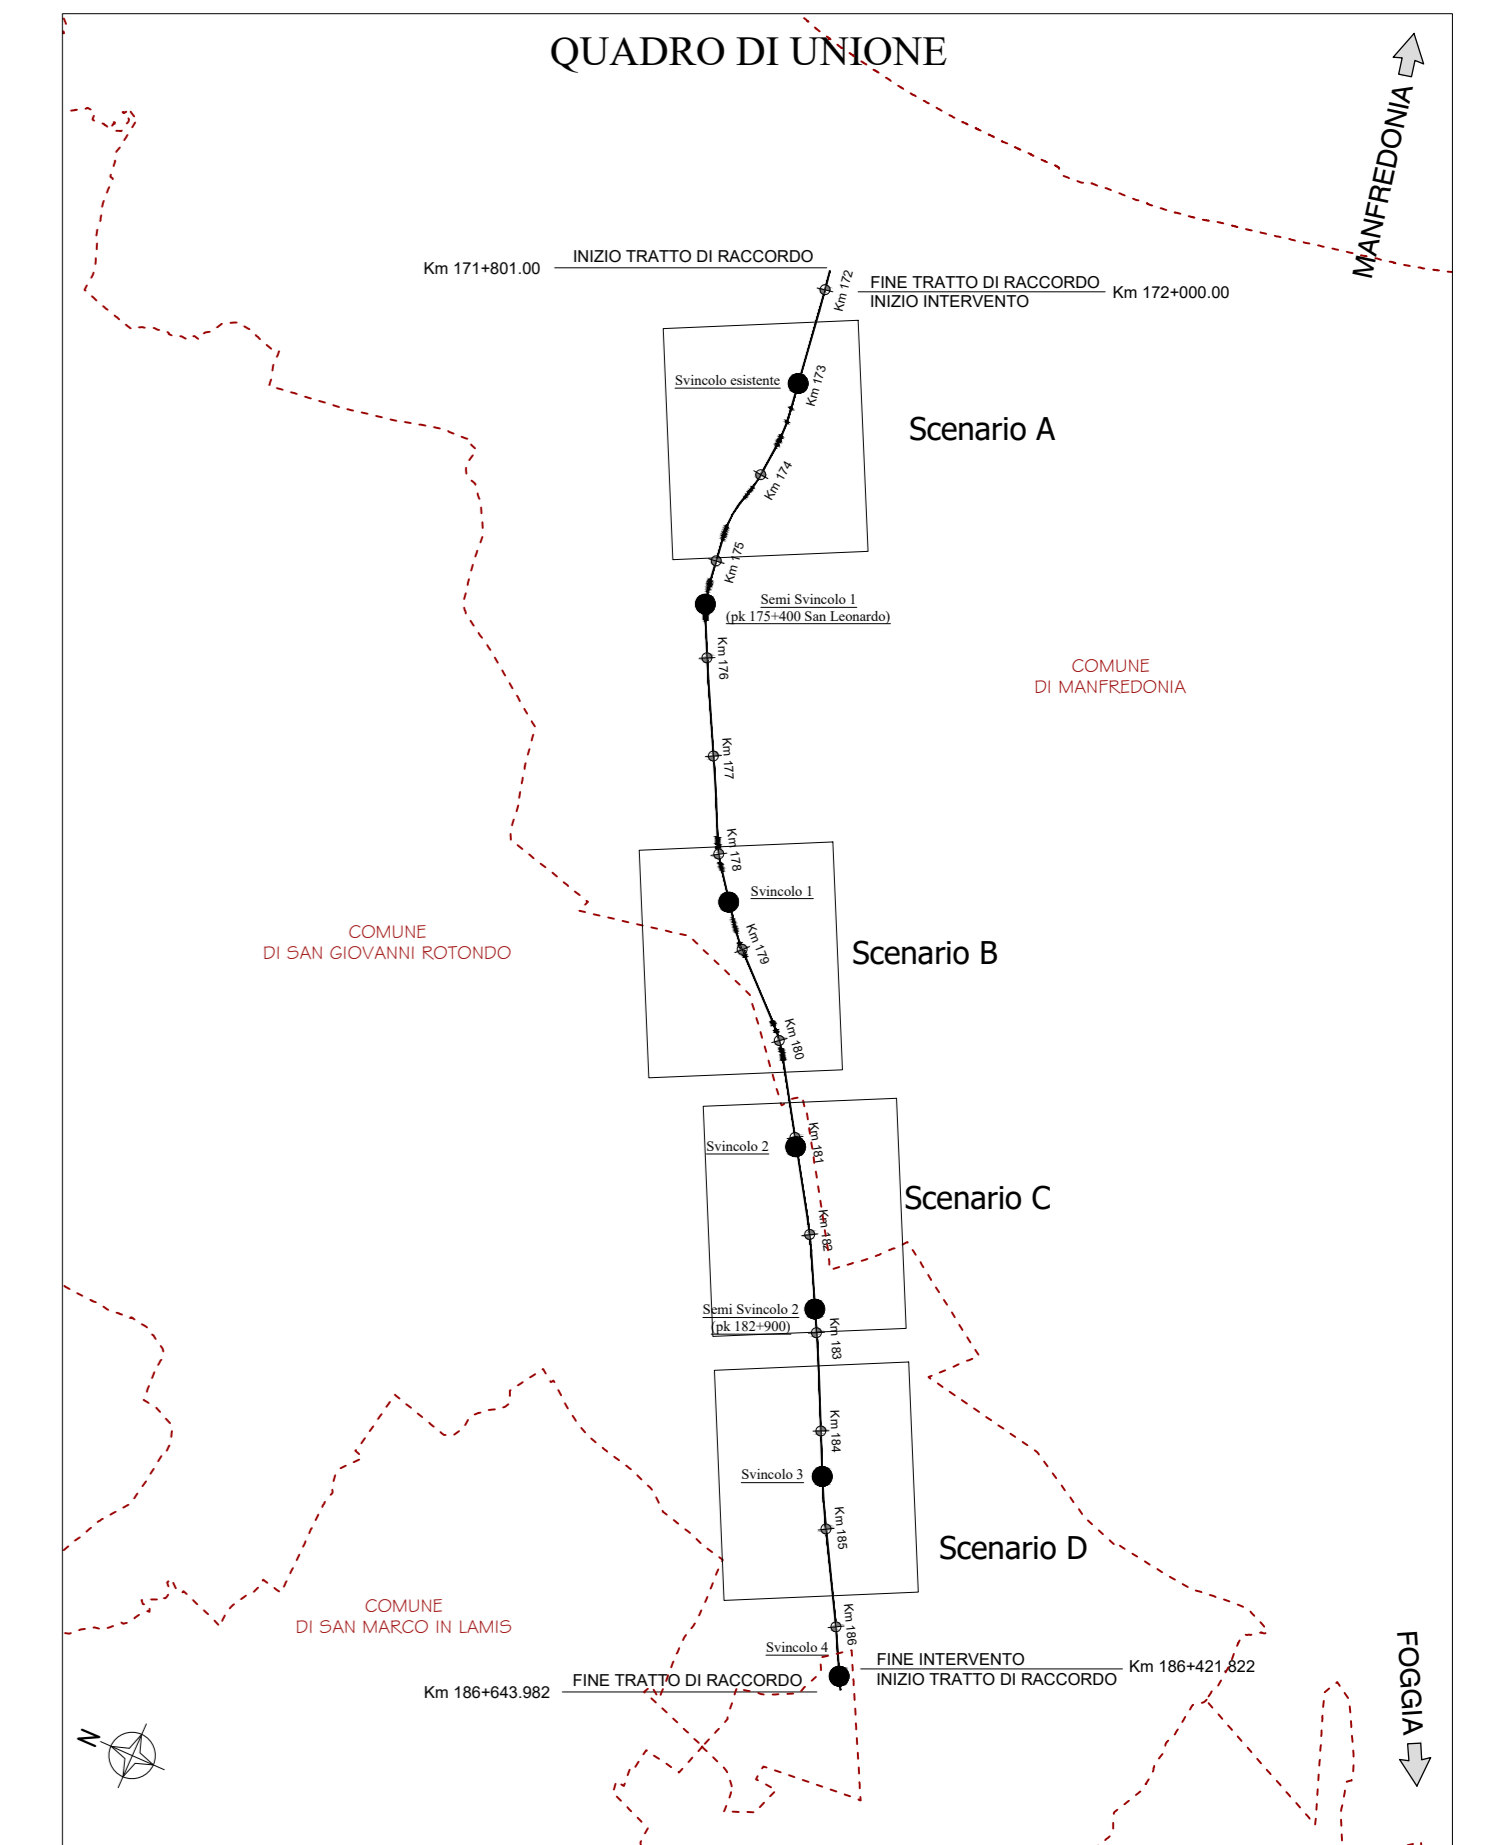 QUADRO DI UNIONE
MANFREDONIA
INIZIO TRATTO DI RACCORDO
Km 171+801.00
Km 172
FINE TRATTO DI RACCORDO
INIZIO INTERVENTO
Km 172+000.00
Svincolo esistente
Km 173
Scenario A
Km 174
Km 175
Semi Svincolo 1
(pk 175+400 San Leonardo)
Km 176
COMUNE
DI MANFREDONIA
Km 177
Km 178
Svincolo 1
COMUNE
DI SAN GIOVANNI ROTONDO
Km 179
Scenario B
Km 180
Svincolo 2
Km 181
Scenario C
Km 182
Semi Svincolo 2
(pk 182+900)
Km 183
Km 184
Svincolo 3
Km 185
Scenario D
COMUNE
DI SAN MARCO IN LAMIS
Km 186
Svincolo 4
FINE INTERVENTO
INIZIO TRATTO DI RACCORDO
Km 186+421.822
FINE TRATTO DI RACCORDO
Km 186+643.982
FOGGIA
N